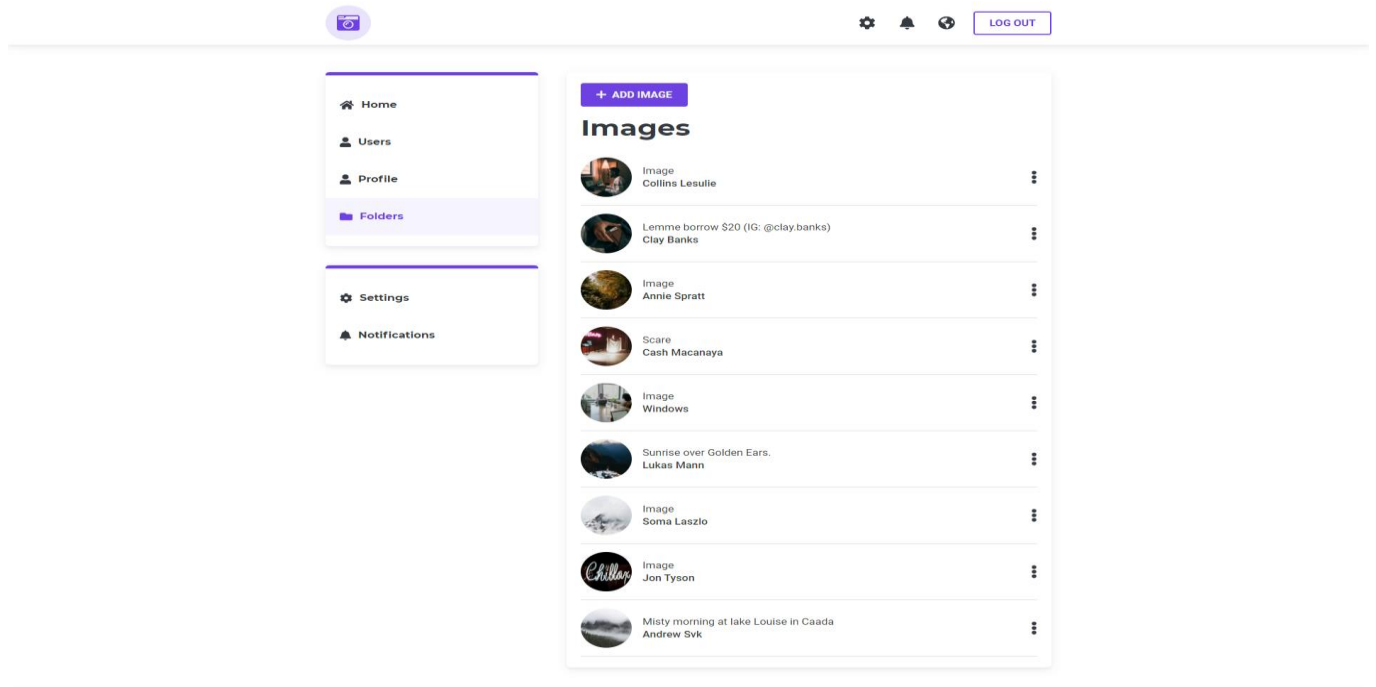 LOG OUT
Home
Users
Profile
Folders
Settings
Notifications
+ ADD IMAGE
Images
Image
Collins Lesulie
Lemme borrow $20 (IG: @clay.banks)
Clay Banks
Image
Annie Spratt
Scare
Cash Macanaya
Image
Windows
Sunrise over Golden Ears.
Lukas Mann
Image
Soma Laszlo
Chillax
Image
Jon Tyson
Misty morning at lake Louise in Caada
Andrew Svk